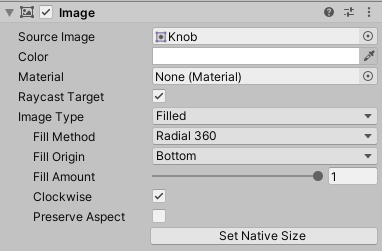 Image
Source Image Knob
Color
Material None (Material)
Raycast Target
Image Type Filled
Fill Method Radial 360
Fill Origin Bottom
Fill Amount 1
Clockwise
Preserve Aspect
Set Native Size